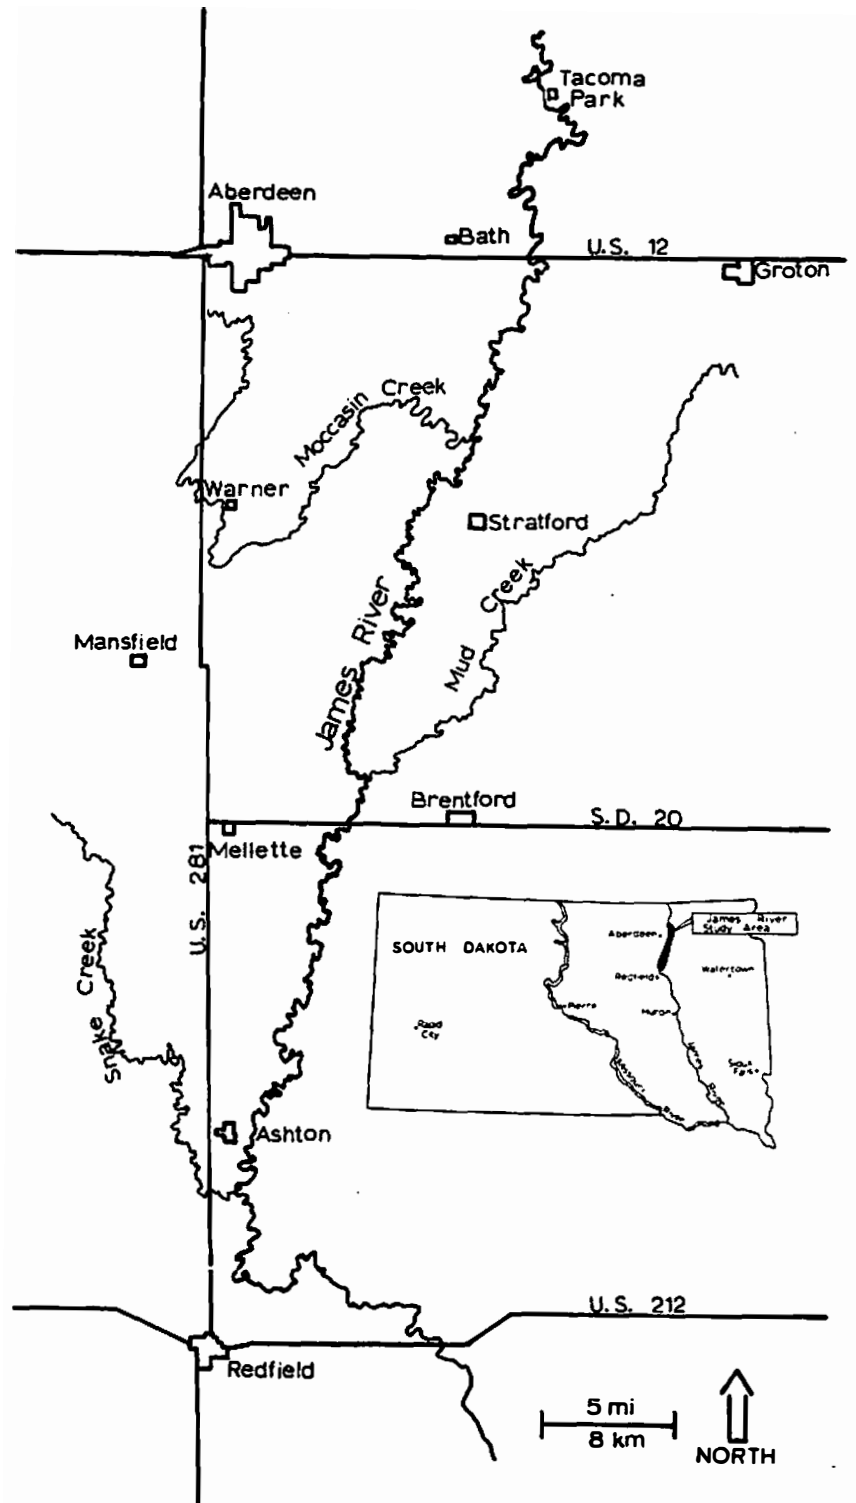 Tacoma
Park
Aberdeen
Bath
U.S. 12
Groton
Moccasin Creek
Warner
Stratford
Mud Creek
James River
Mansfield
Brentford
S.D. 20
Mellette
U.S. 281
Snake Creek
James River
Study Area
Aberdeen
SOUTH DAKOTA
Redfield
Watertown
Pierre
Huron
Rapid
City
James River
Sioux
Falls
Missouri River
Ashton
U.S. 212
Redfield
5 mi
8 km
NORTH